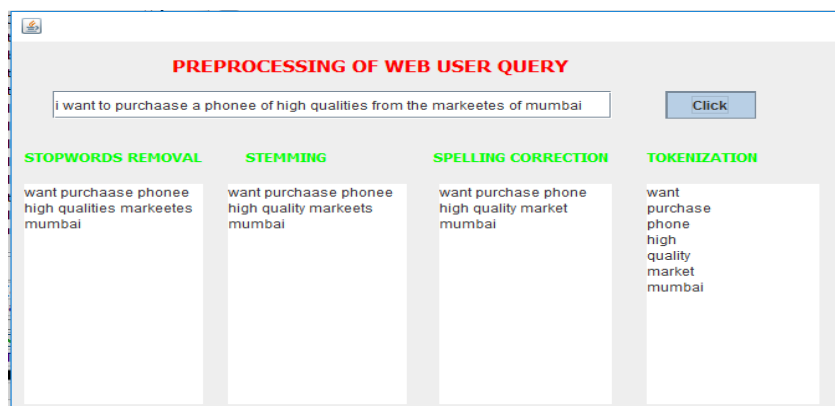 PREPROCESSING OF WEB USER QUERY
i want to purchaase a phonee of high qualities from the markeetes of mumbai
Click
STOPWORDS REMOVAL
want purchaase phonee
high qualities markeetes
mumbai
STEMMING
want purchaase phonee
high quality markeets
mumbai
SPELLING CORRECTION
want purchase phone
high quality market
mumbai
TOKENIZATION
want
purchase
phone
high
quality
market
mumbai